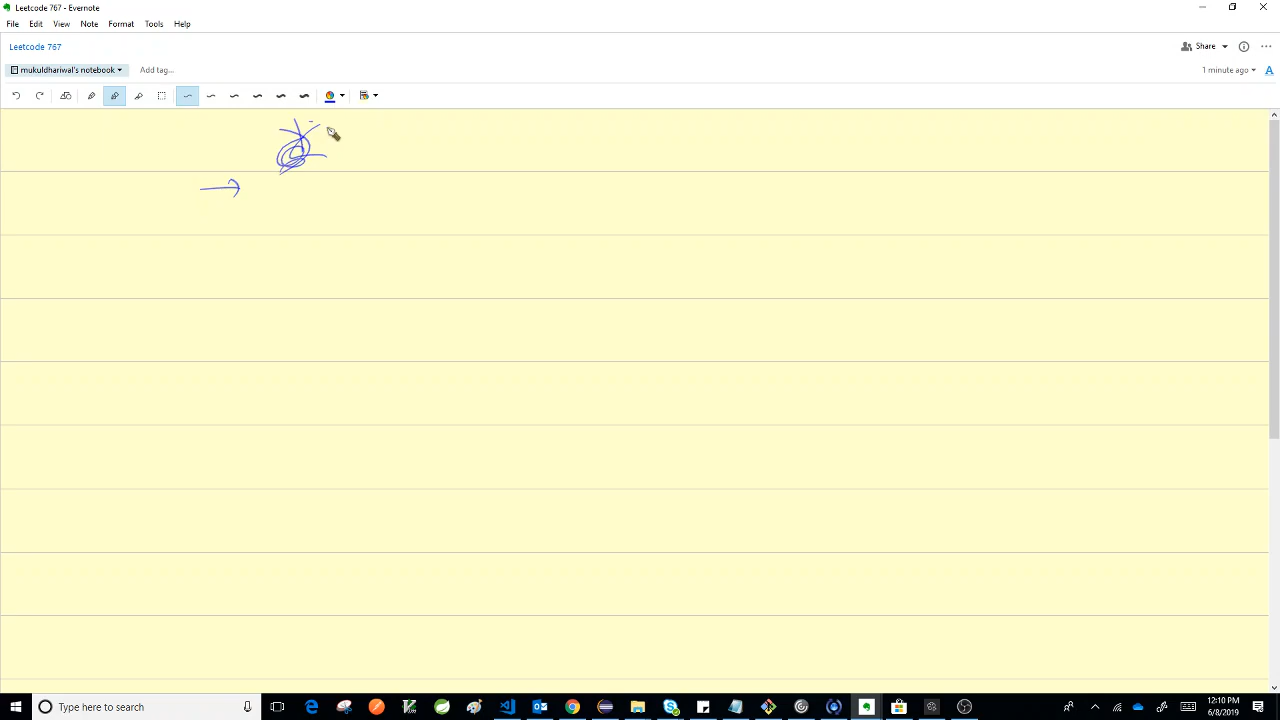 Leetcode 767 - Evernote
File Edit View Note Format Tools Help
Leetcode 767
Share
mukuldhariwal's notebook
Add tag...
1 minute ago
A
Type here to search
12:10 PM
6/8/2019